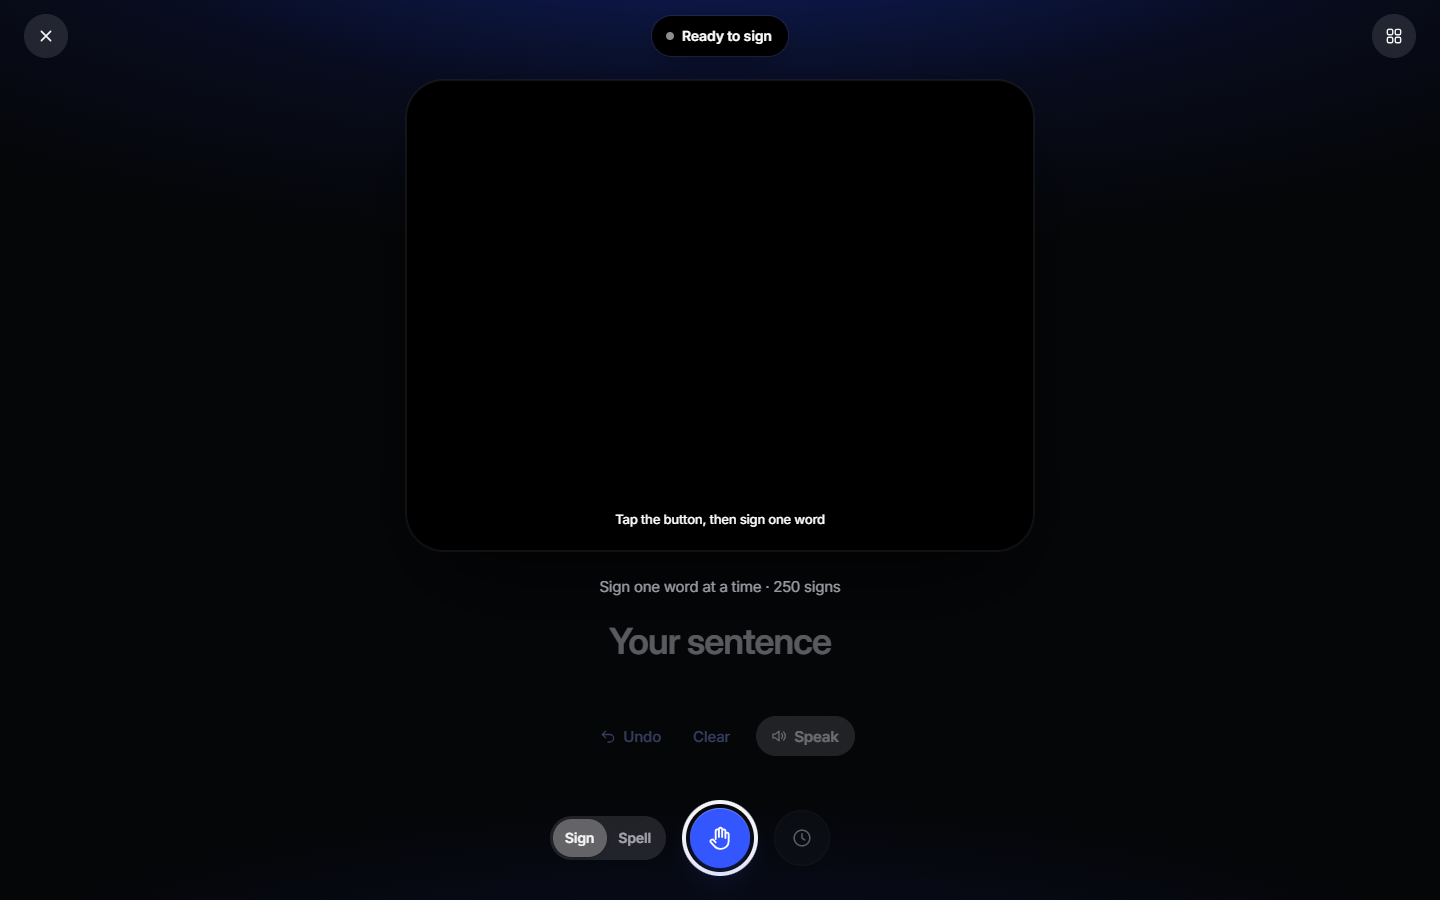 Ready to sign
Tap the button, then sign one word
Sign one word at a time · 250 signs
Your sentence
Undo Clear Speak
Sign Spell